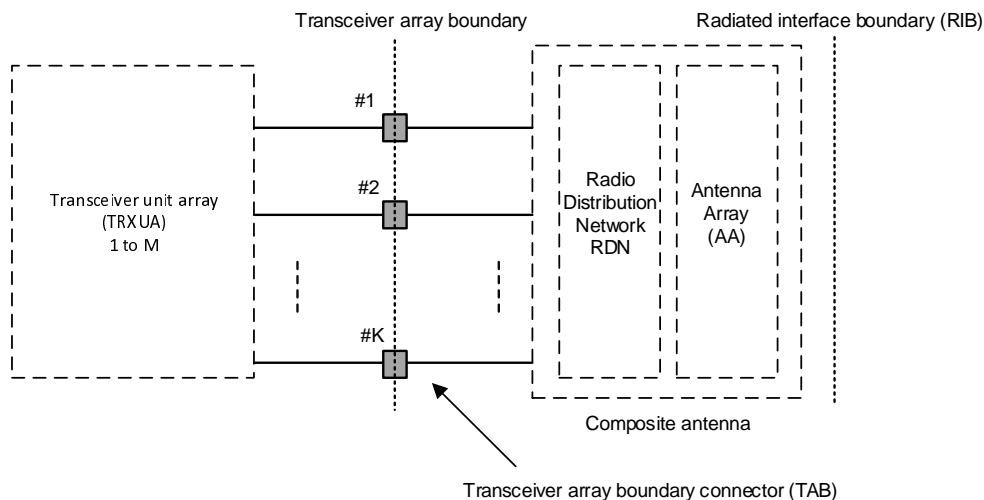 Transceiver array boundary
Radiated interface boundary (RIB)
#1
#2
#K
Transceiver unit array
(TRXUA)
1 to M
Radio
Distribution
Network
RDN
Antenna
Array
(AA)
Composite antenna
Transceiver array boundary connector (TAB)